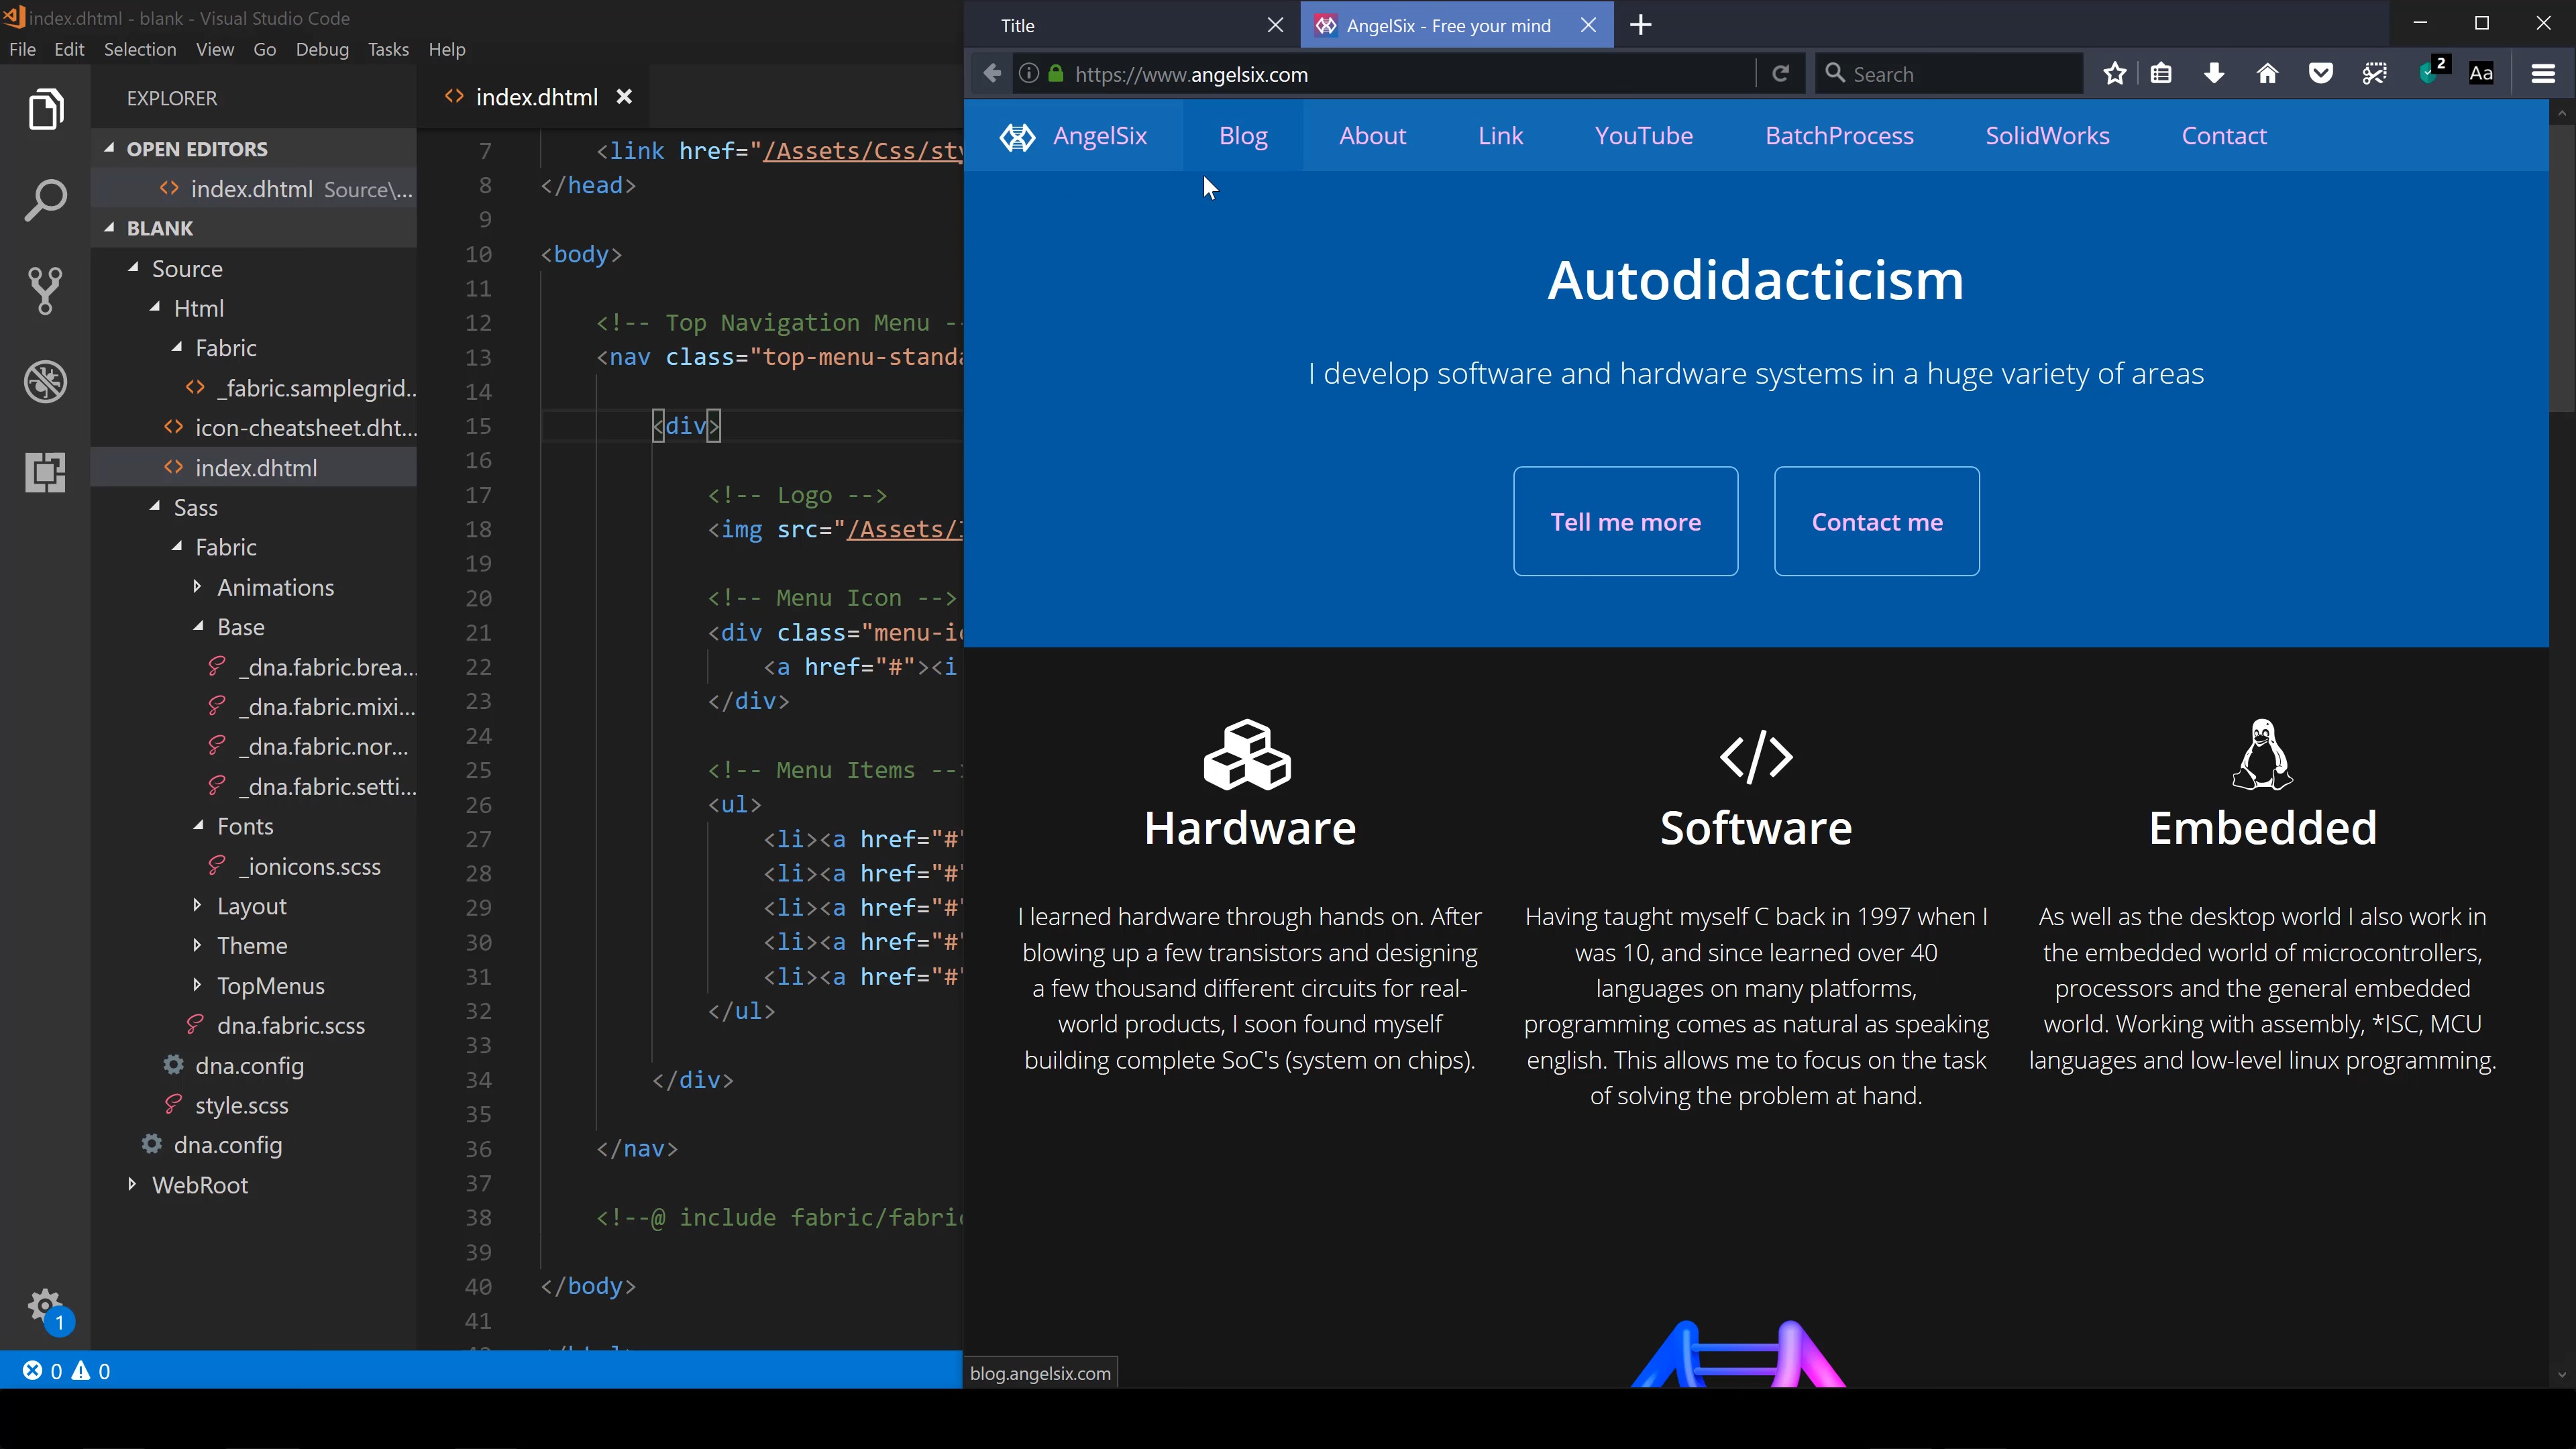 index.dhtml - blank - Visual Studio Code
File Edit Selection View Go Debug Tasks Help
EXPLORER
OPEN EDITORS
index.dhtml Source\...
BLANK
Source
Html
Fabric
_fabric.samplegrid...
icon-cheatsheet.dht...
index.dhtml
Sass
Fabric
Animations
Base
_dna.fabric.brea...
_dna.fabric.mixi...
_dna.fabric.nor...
_dna.fabric.setti...
Fonts
_ionicons.scss
Layout
Theme
TopMenus
dna.fabric.scss
dna.config
style.scss
dna.config
WebRoot
1
0 0
index.dhtml
7 <link href="/Assets/Css/sty
8 </head>
9
10 <body>
11
12 <!-- Top Navigation Menu -
13 <nav class="top-menu-standa
14
15 <div>
16
17 <!-- Logo -->
18 <img src="/Assets/I
19
20 <!-- Menu Icon -->
21 <div class="menu-ic
22 <a href="#"><i
23 </div>
24
25 <!-- Menu Items --
26 <ul>
27 <li><a href="#"
28 <li><a href="#"
29 <li><a href="#"
30 <li><a href="#"
31 <li><a href="#"
32 </ul>
33
34 </div>
35
36 </nav>
37
38 <!--@ include fabric/fabric
39
40 </body>
41
Title
AngelSix - Free your mind
https://www.angelsix.com
Search
2
Aa
AngelSix Blog About Link YouTube BatchProcess SolidWorks Contact
Autodidacticism
I develop software and hardware systems in a huge variety of areas
Tell me more
Contact me
Hardware
I learned hardware through hands on. After
blowing up a few transistors and designing
a few thousand different circuits for real-
world products, I soon found myself
building complete SoC's (system on chips).
Software
Having taught myself C back in 1997 when I
was 10, and since learned over 40
languages on many platforms,
programming comes as natural as speaking
english. This allows me to focus on the task
of solving the problem at hand.
Embedded
As well as the desktop world I also work in
the embedded world of microcontrollers,
processors and the general embedded
world. Working with assembly, *ISC, MCU
languages and low-level linux programming.
blog.angelsix.com